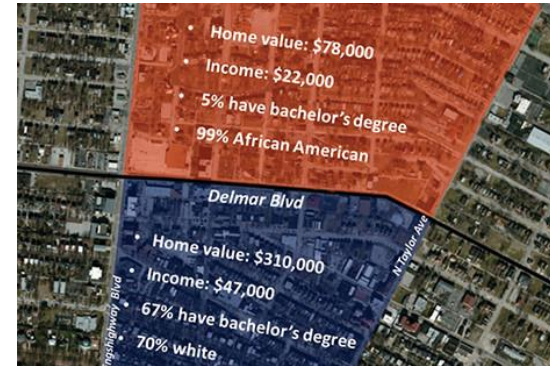 • Home value: $78,000
• Income: $22,000
• 5% have bachelor's degree
• 99% African American
Delmar Blvd
N Taylor Ave
• Home value: $310,000
• Income: $47,000
• 67% have bachelor's degree
• 70% white
Blvd